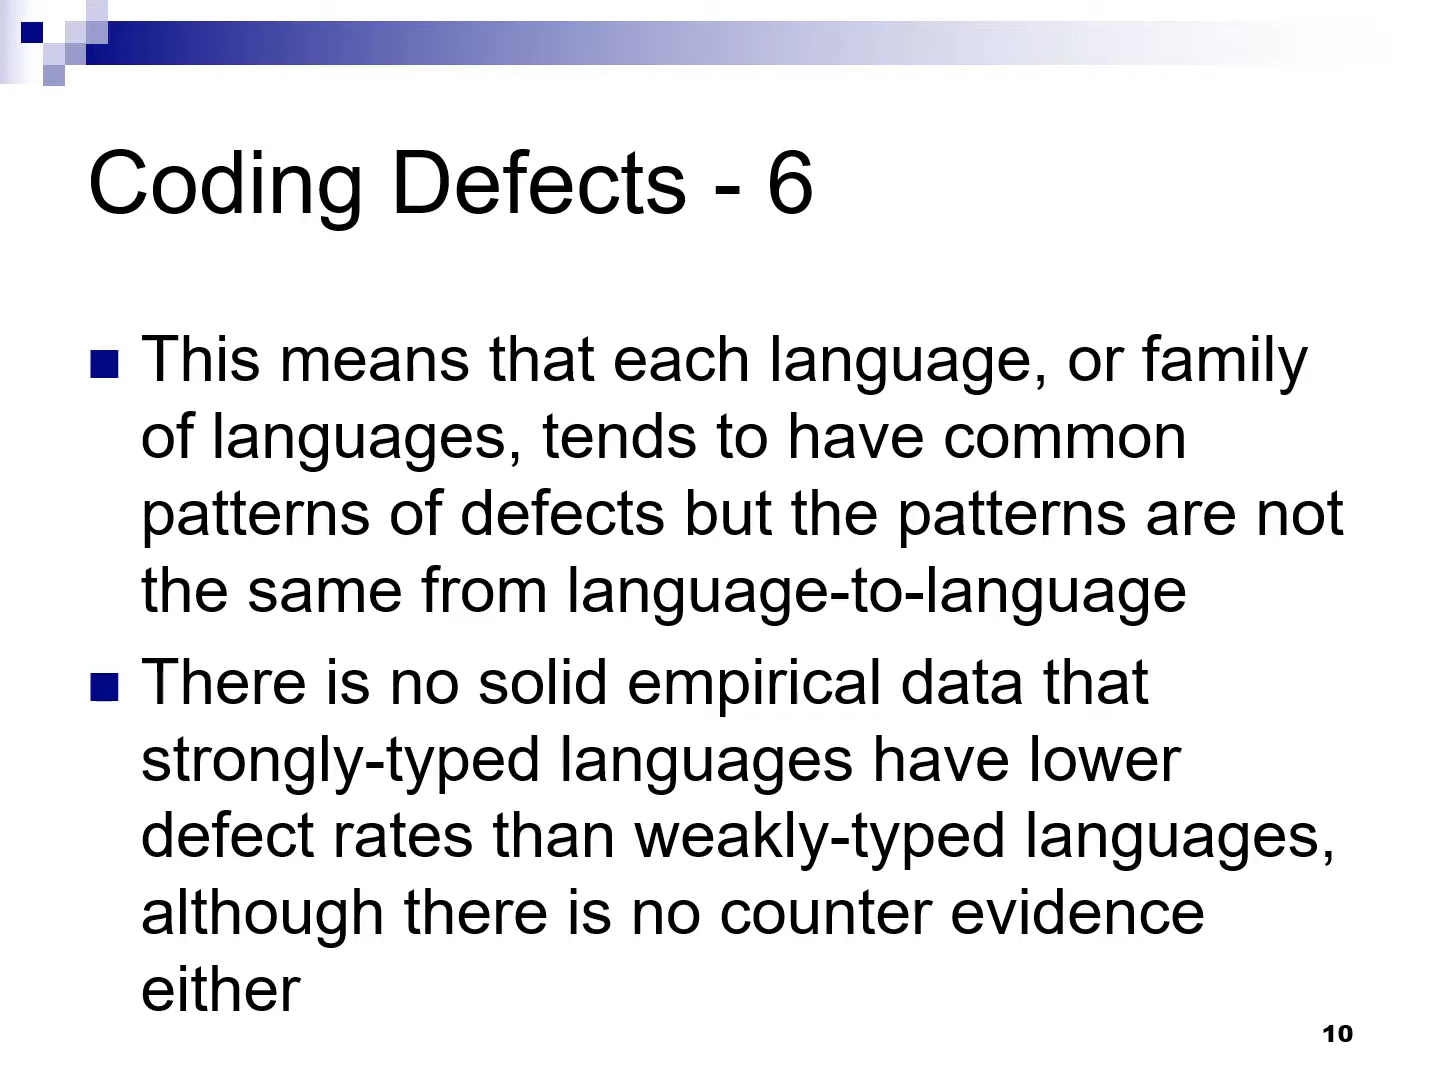 Coding Defects - 6
This means that each language, or family
of languages, tends to have common
patterns of defects but the patterns are not
the same from language-to-language
There is no solid empirical data that
strongly-typed languages have lower
defect rates than weakly-typed languages,
although there is no counter evidence
either
10